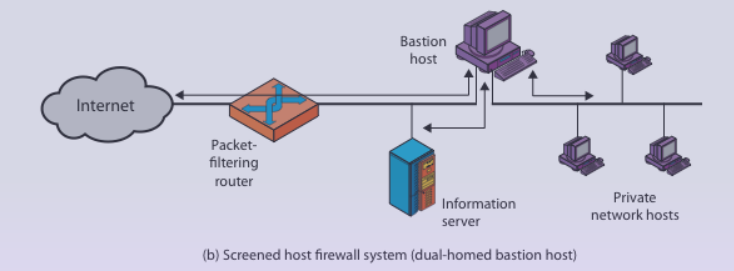 Bastion
host
Internet
Packet-
filtering
router
Information
server
Private
network hosts
(b) Screened host firewall system (dual-homed bastion host)